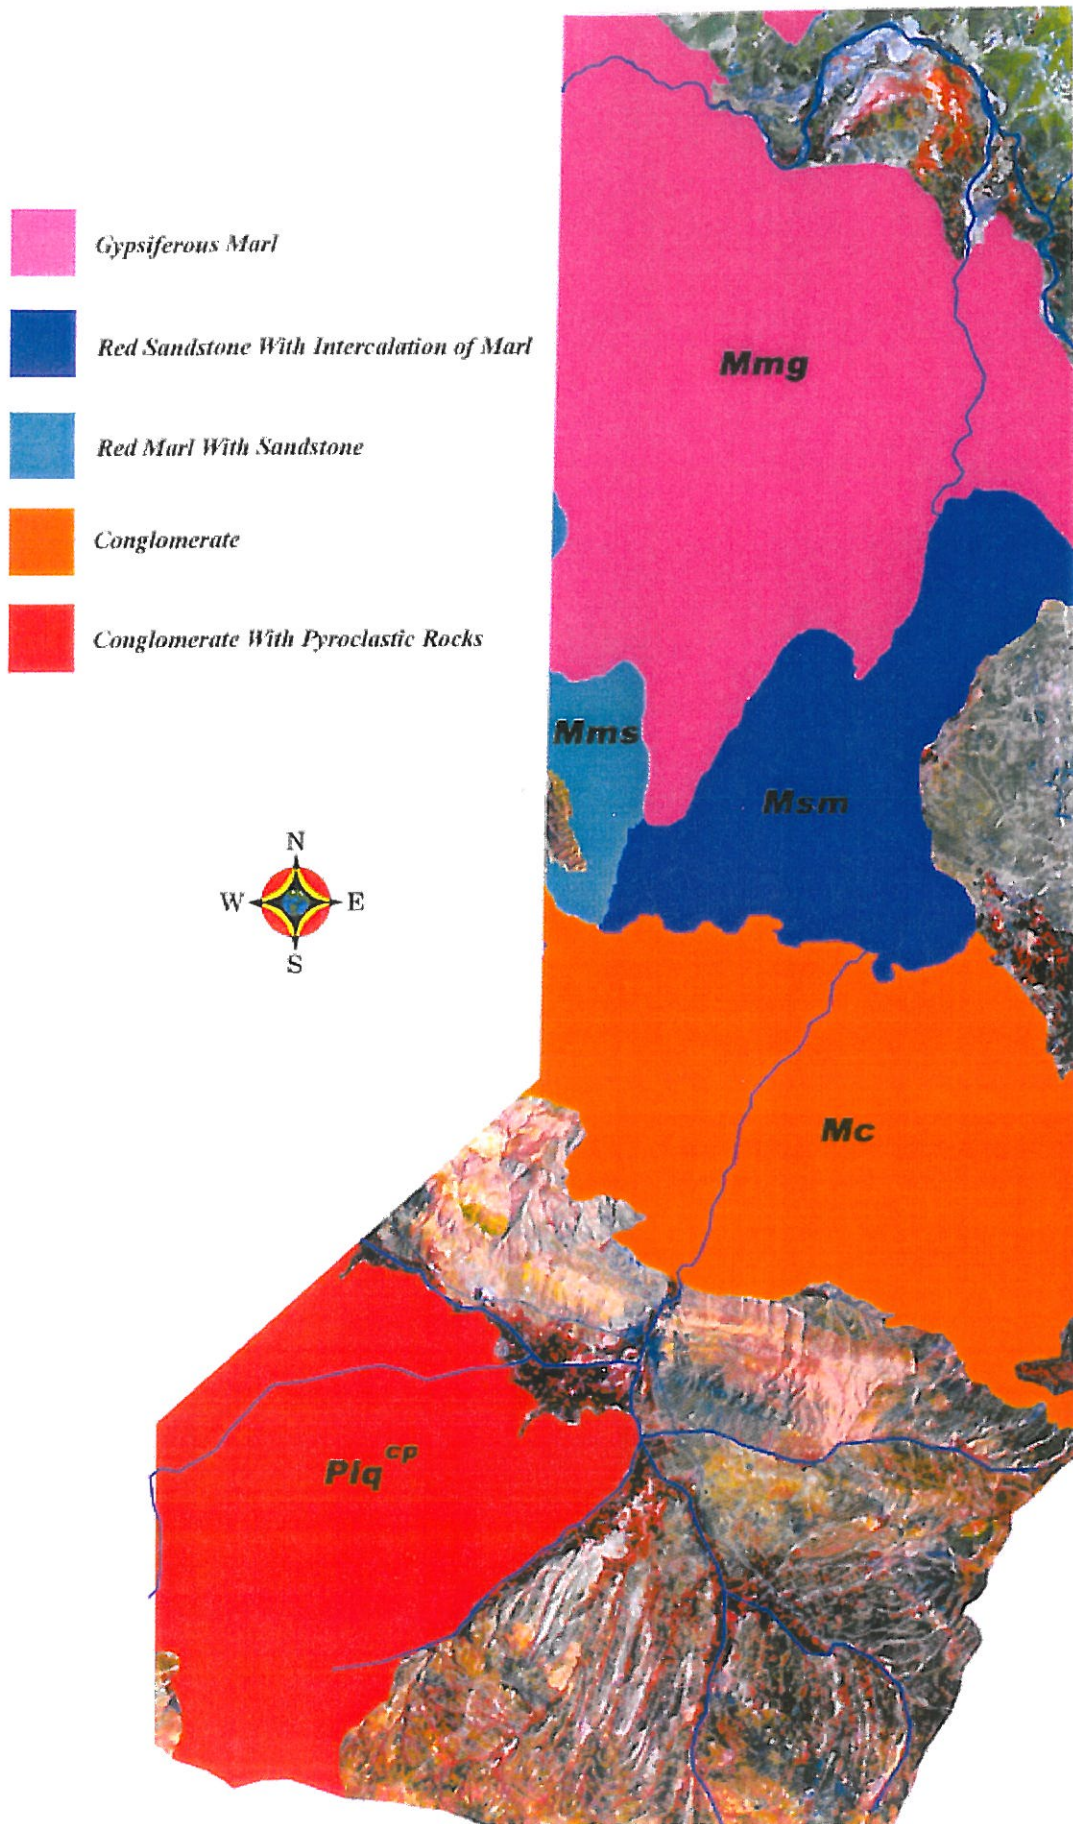 Gypsiferous Marl
Red Sandstone With Intercalation of Marl
Red Marl With Sandstone
Conglomerate
Conglomerate With Pyroclastic Rocks
N
W E
S
Mmg
Mms
Msm
Mc
Plq cp